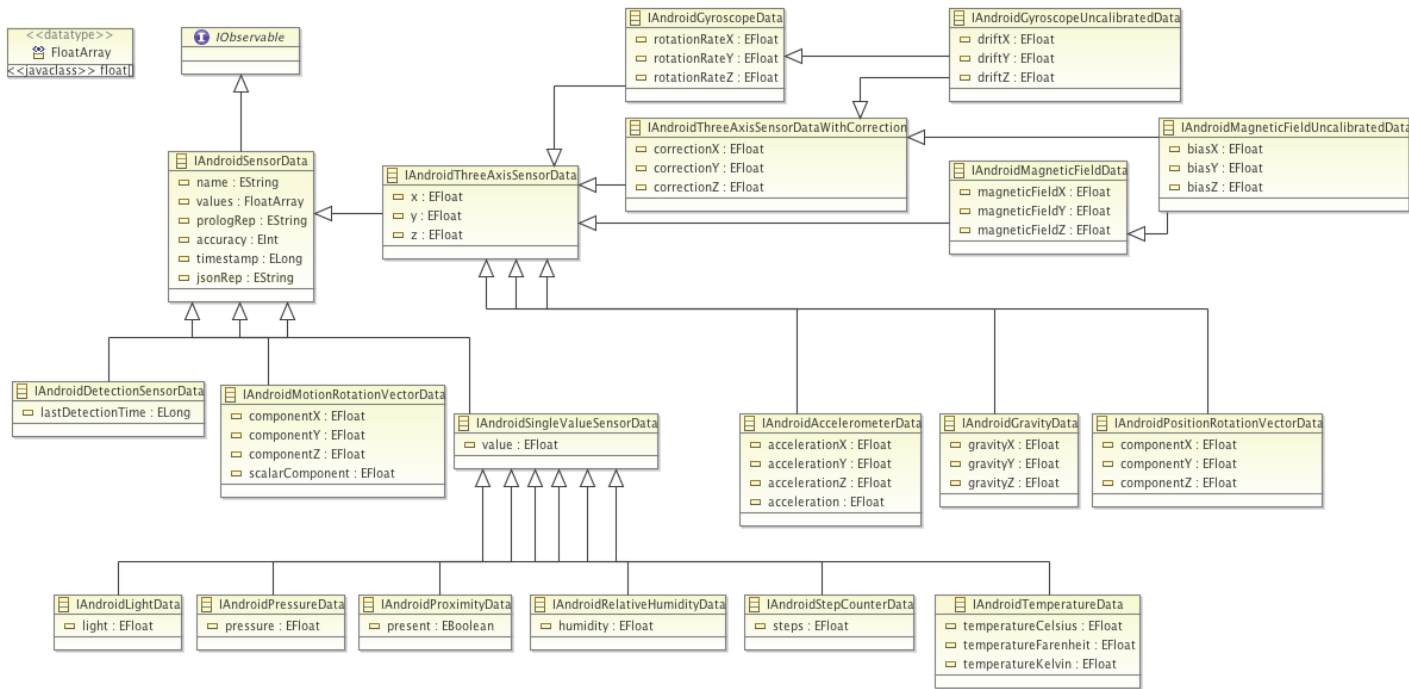 <<datatype>>
FloatArray
<<javaclass>> float[]
IObservable
IAndroidGyroscopeData
rotationRateX : EFloat
rotationRateY : EFloat
rotationRateZ : EFloat
IAndroidGyroscopeUncalibratedData
driftX : EFloat
driftY : EFloat
driftZ : EFloat
IAndroidThreeAxisSensorDataWithCorrection
correctionX : EFloat
correctionY : EFloat
correctionZ : EFloat
IAndroidMagneticFieldUncalibratedData
biasX : EFloat
biasY : EFloat
biasZ : EFloat
IAndroidSensorData
name : EString
values : FloatArray
prologRep : EString
accuracy : EInt
timestamp : ELong
jsonRep : EString
IAndroidThreeAxisSensorData
x : EFloat
y : EFloat
z : EFloat
IAndroidMagneticFieldData
magneticFieldX : EFloat
magneticFieldY : EFloat
magneticFieldZ : EFloat
IAndroidDetectionSensorData
lastDetectionTime : ELong
IAndroidMotionRotationVectorData
componentX : EFloat
componentY : EFloat
componentZ : EFloat
scalarComponent : EFloat
IAndroidSingleValueSensorData
value : EFloat
IAndroidAccelerometerData
accelerationX : EFloat
accelerationY : EFloat
accelerationZ : EFloat
acceleration : EFloat
IAndroidGravityData
gravityX : EFloat
gravityY : EFloat
gravityZ : EFloat
IAndroidPositionRotationVectorData
componentX : EFloat
componentY : EFloat
componentZ : EFloat
IAndroidLightData
light : EFloat
IAndroidPressureData
pressure : EFloat
IAndroidProximityData
present : EBoolean
IAndroidRelativeHumidityData
humidity : EFloat
IAndroidStepCounterData
steps : EFloat
IAndroidTemperatureData
temperatureCelsius : EFloat
temperatureFarenheit : EFloat
temperatureKelvin : EFloat